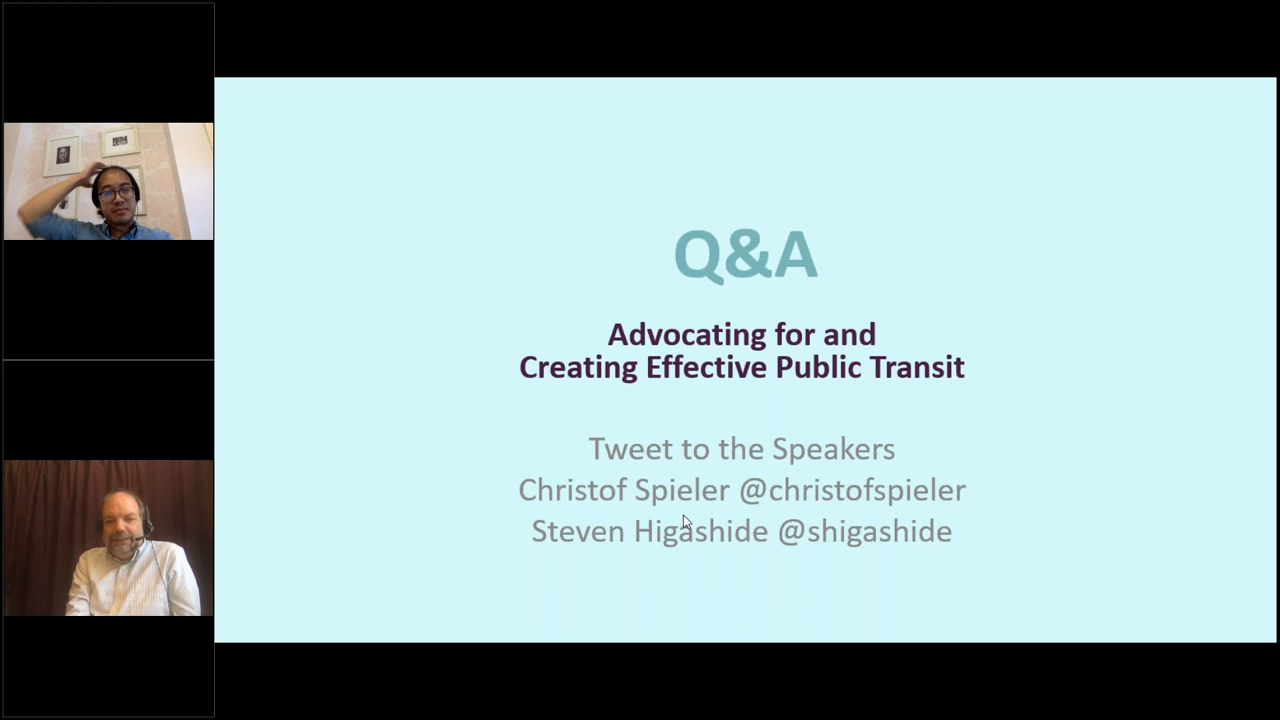 Q&A
Advocating for and
Creating Effective Public Transit
Tweet to the Speakers
Christof Spieler @christofspieler
Steven Higashide @shigashide